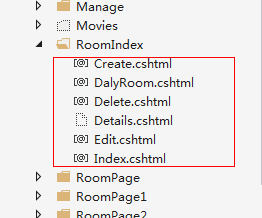 Manage
Movies
RoomIndex
[@] Create.cshtml
[@] DalyRoom.cshtml
[@] Delete.cshtml
Details.cshtml
[@] Edit.cshtml
[@] Index.cshtml
RoomPage
RoomPage1
RoomPage2